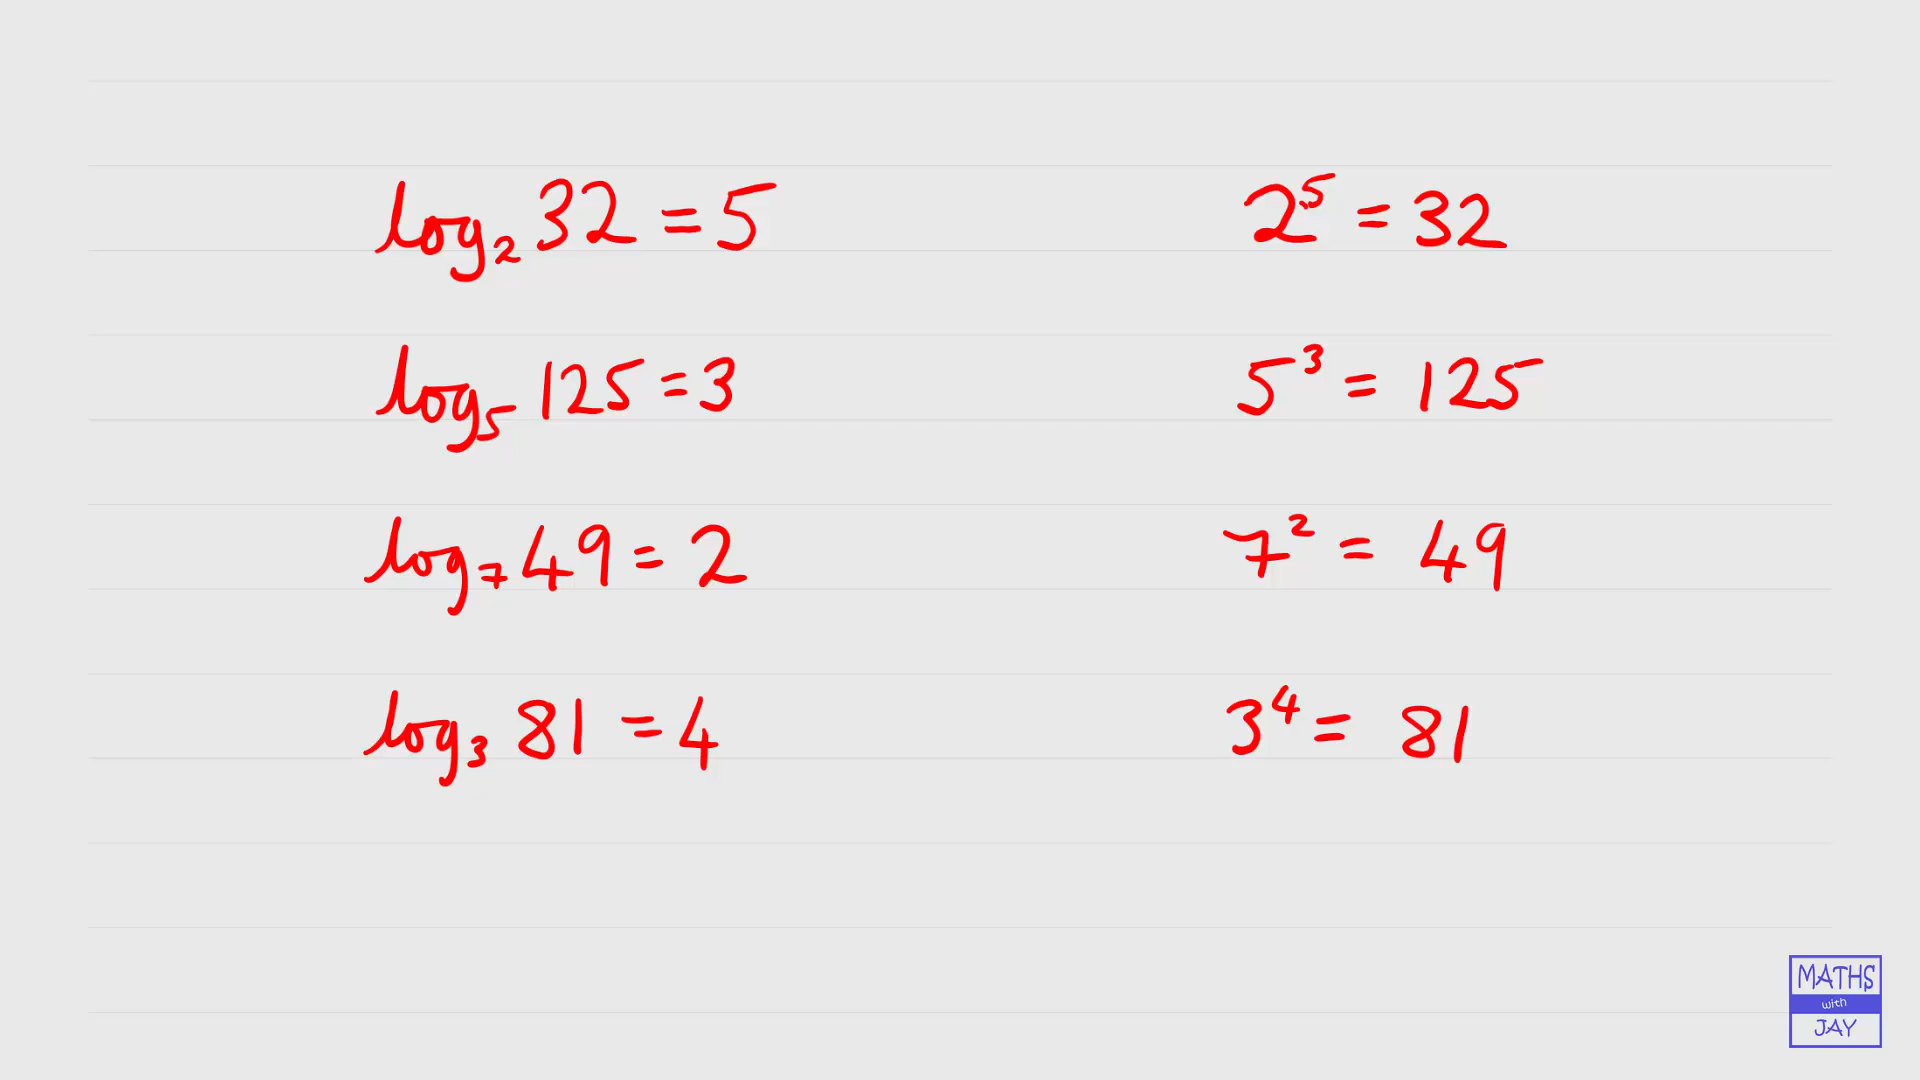 log₂ 32 = 5 2⁵ = 32
log₅ 125 = 3 5³ = 125
log₇ 49 = 2 7² = 49
log₃ 81 = 4 3⁴ = 81
MATHS
with
JAY